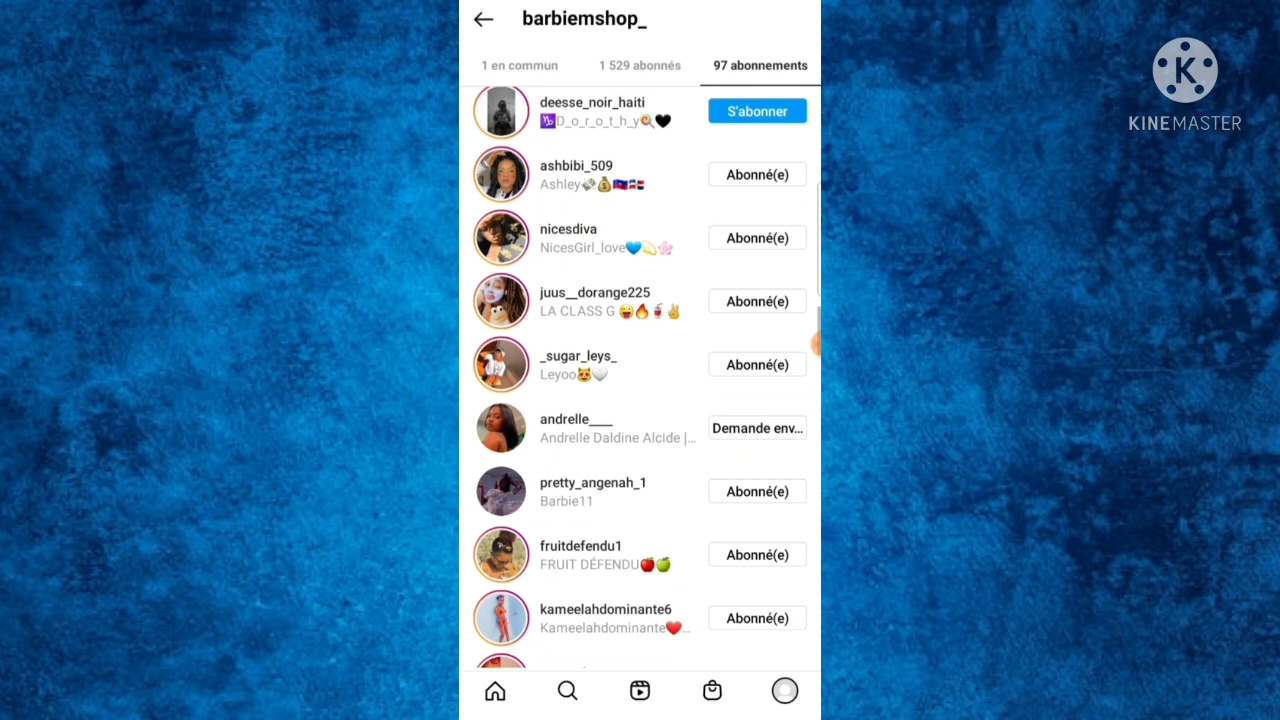 barbiemshop_
1 en commun
1 529 abonnés
97 abonnements
deesse_noir_haiti
♑D_o_r_o_t_h_y🍭🖤
S'abonner
ashbibi_509
Ashley💸💰🇭🇹🇩🇴
Abonné(e)
nicesdiva
NicesGirl_love💙💫🌸
Abonné(e)
juus__dorange225
LA CLASS G 😜🔥🧃✌
Abonné(e)
_sugar_leys_
Leyoo😻🤍
Abonné(e)
andrelle____
Andrelle Daldine Alcide |...
Demande env...
pretty_angenah_1
Barbie11
Abonné(e)
fruitdefendu1
FRUIT DÉFENDU🍎🍏
Abonné(e)
kameelahdominante6
Kameelahdominante❤️...
Abonné(e)
K
KINEMASTER